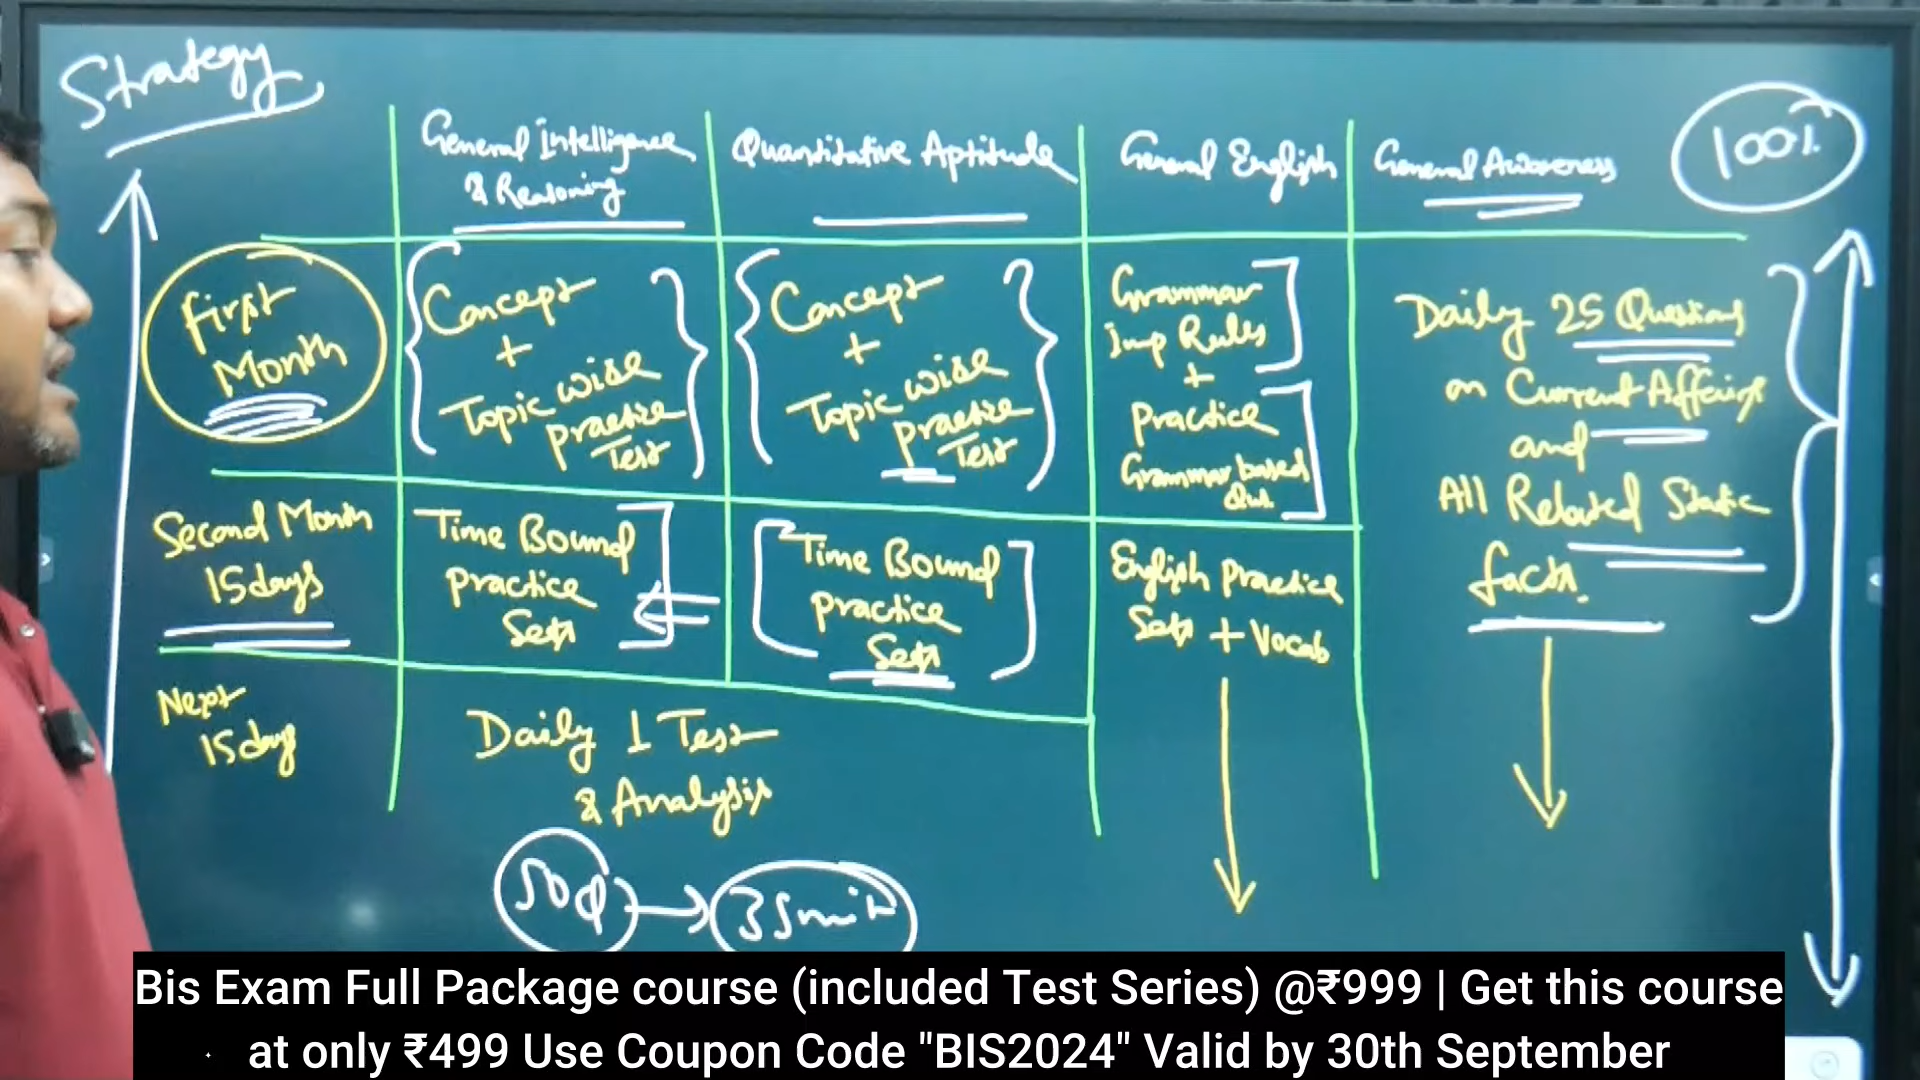 Strategy
General Intelligence
& Reasoning
Quantitative Aptitude
General English
General Awareness
100%
First
Month
Concept
+
Topic wise
practice
Test
Concept
+
Topic wise
practice
Test
Grammar
imp Rules
+
Practice
Grammar based
Qus.
Daily 25 Questions
on Current Affairs
and
All Related Static
facts.
Second Month
15 days
Time Bound
practice
Sets
Time Bound
practice
Sets
English practice
Sets + Vocab
Next
15 days
Daily 1 Test
& Analysis
50 Q → 35 min
Bis Exam Full Package course (included Test Series) @₹999 | Get this course
at only ₹499 Use Coupon Code "BIS2024" Valid by 30th September